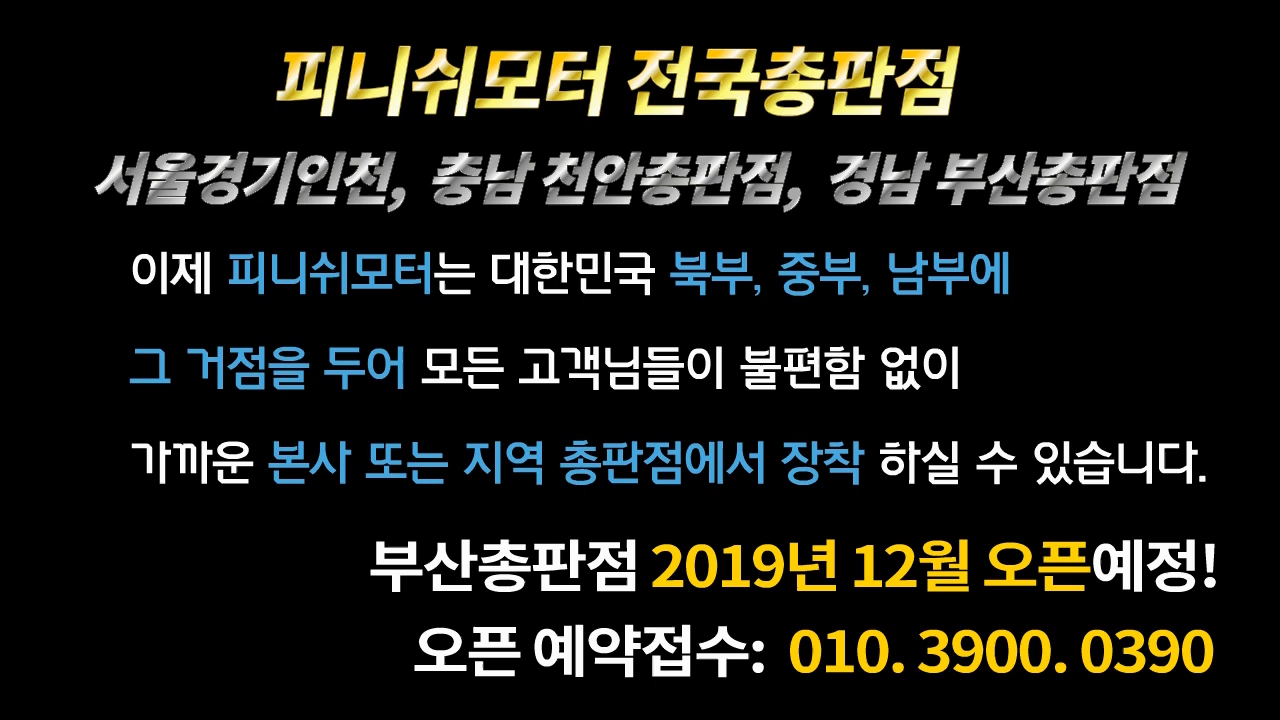 피니쉬모터 전국총판점
서울경기인천, 충남 천안총판점, 경남 부산총판점
이제 피니쉬모터는 대한민국 북부, 중부, 남부에
그 거점을 두어 모든 고객님들이 불편함 없이
가까운 본사 또는 지역 총판점에서 장착 하실 수 있습니다.
부산총판점 2019년 12월 오픈예정!
오픈 예약접수: 010. 3900. 0390